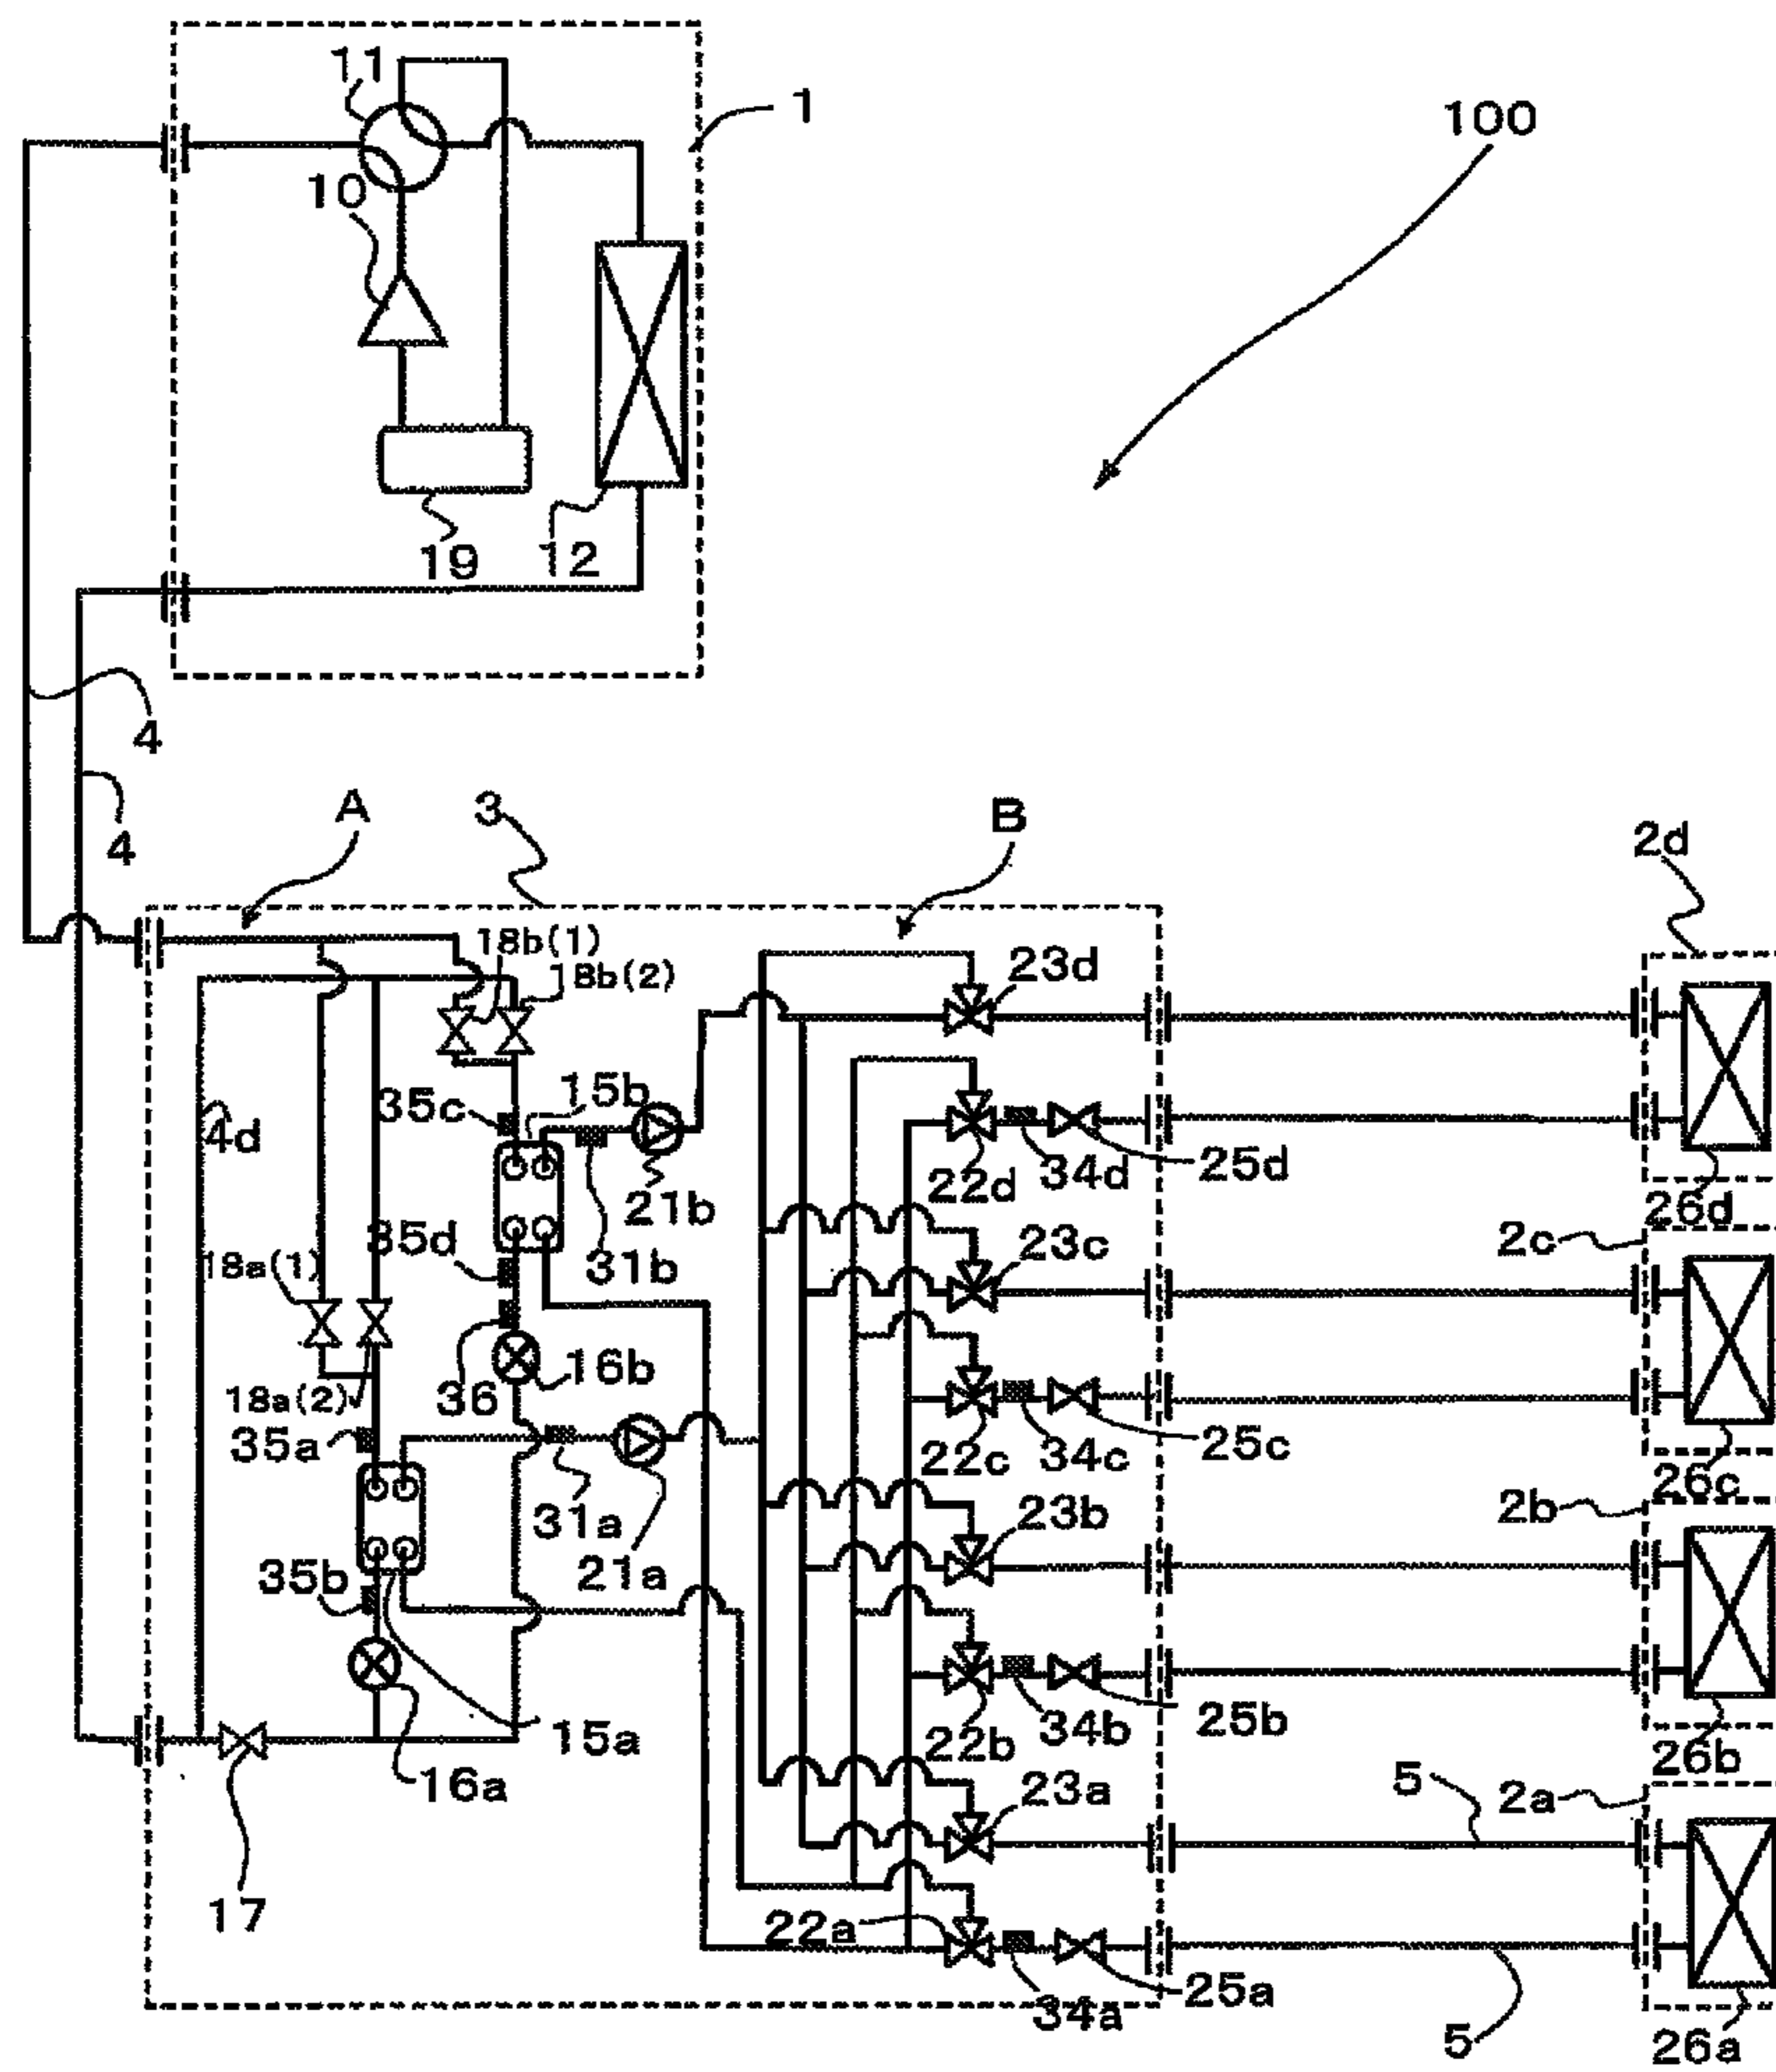 11
1
100
10
19
12
4
4
A
3
B
2d
18b(1)
18b(2)
23d
35c
15b
4d
22d
34d
25d
21b
26d
35d
31b
23c
2c
18a(1)
36
16b
18a(2)
35a
22c
34c
25c
26c
31a
23b
2b
35b
21a
15a
22b
34b
25b
26b
16a
23a
5
2a
17
22a
25a
34a
5
26a